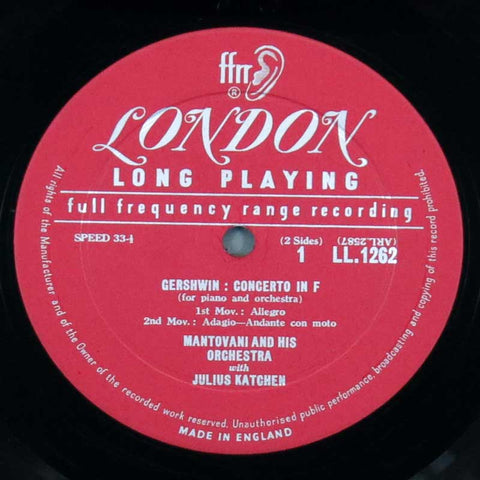 ffrr
®
LONDON
LONG PLAYING
full frequency range recording
SPEED 33⅓
(2 Sides)
(ARL.2587)
1
LL.1262
GERSHWIN : CONCERTO IN F
(for piano and orchestra)
1st Mov. : Allegro
2nd Mov. : Adagio—Andante con moto
MANTOVANI AND HIS
ORCHESTRA
with
JULIUS KATCHEN
All rights of the Manufacturer and of the Owner of the recorded work reserved. Unauthorised public performance, broadcasting and copying of this record prohibited.
MADE IN ENGLAND